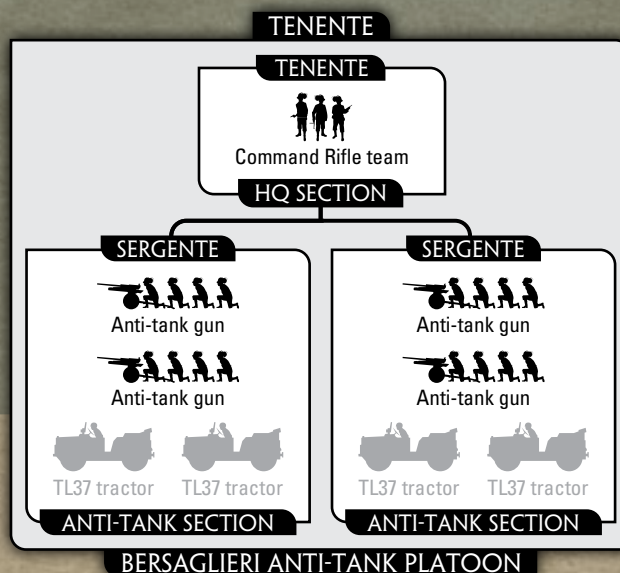 TENENTE
TENENTE
Command Rifle team
HQ SECTION
SERGENTE
Anti-tank gun
Anti-tank gun
TL37 tractor TL37 tractor
ANTI-TANK SECTION
SERGENTE
Anti-tank gun
Anti-tank gun
TL37 tractor TL37 tractor
ANTI-TANK SECTION
BERSAGLIERI ANTI-TANK PLATOON